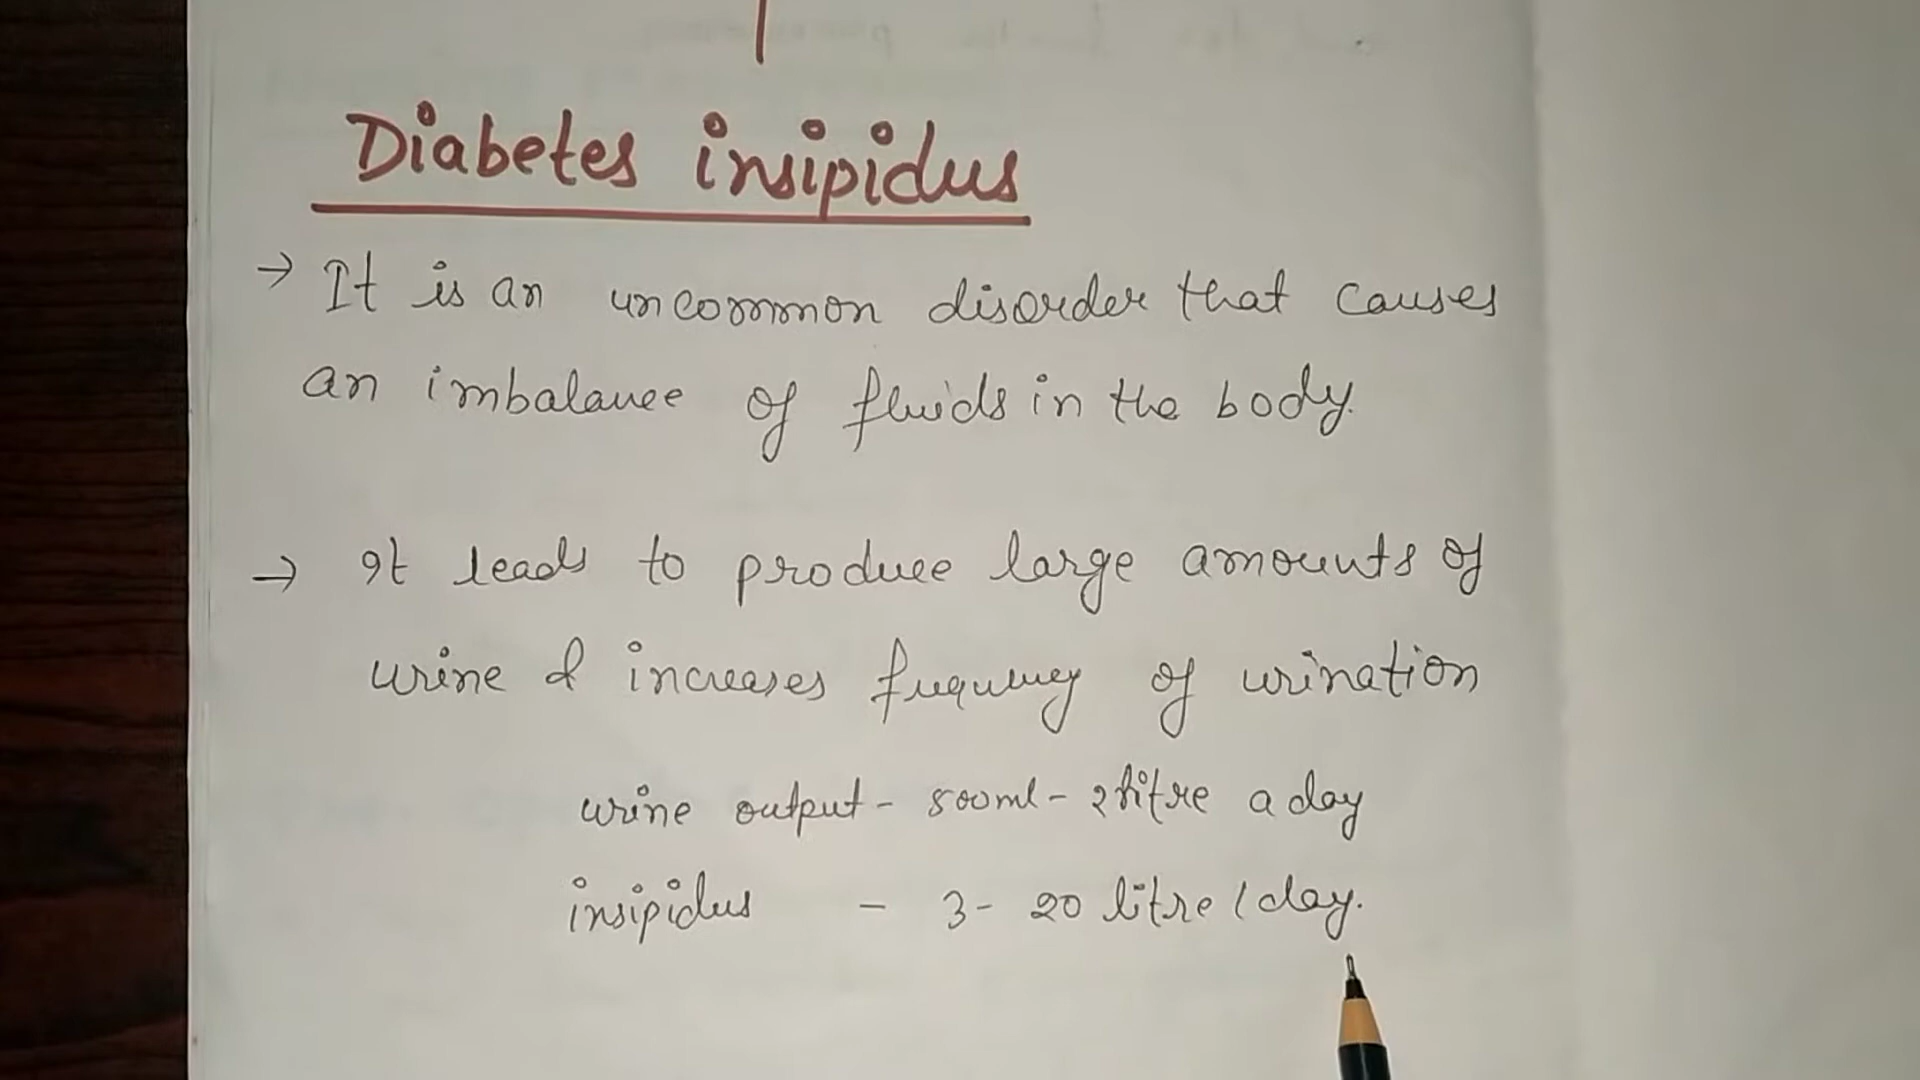 Diabetes insipidus
→ It is an uncommon disorder that causes
an imbalance of fluids in the body.
→ It leads to produce large amounts of
urine & increases frequency of urination
urine output - 800ml - 2 litre a day
insipidus - 3 - 20 litre / day.